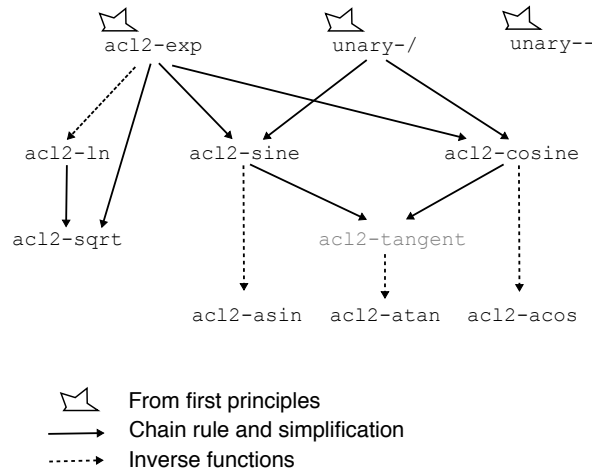 acl2-exp unary-/ unary--
acl2-ln acl2-sine acl2-cosine
acl2-sqrt acl2-tangent
acl2-asin acl2-atan acl2-acos
From first principles
Chain rule and simplification
Inverse functions